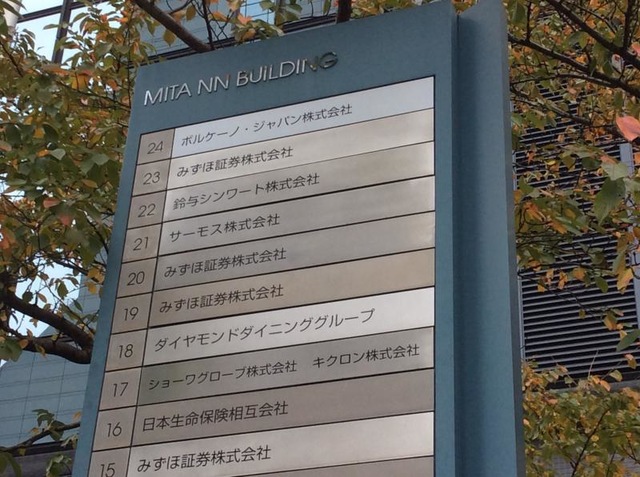 MITA NN BUILDING
24 ボルケーノ・ジャパン株式会社
23 みずほ証券株式会社
22 鈴与シンワート株式会社
21 サーモス株式会社
20 みずほ証券株式会社
19 みずほ証券株式会社
18 ダイヤモンドダイニンググループ
17 ショーワグローブ株式会社 キクロン株式会社
16 日本生命保険相互会社
15 みずほ証券株式会社